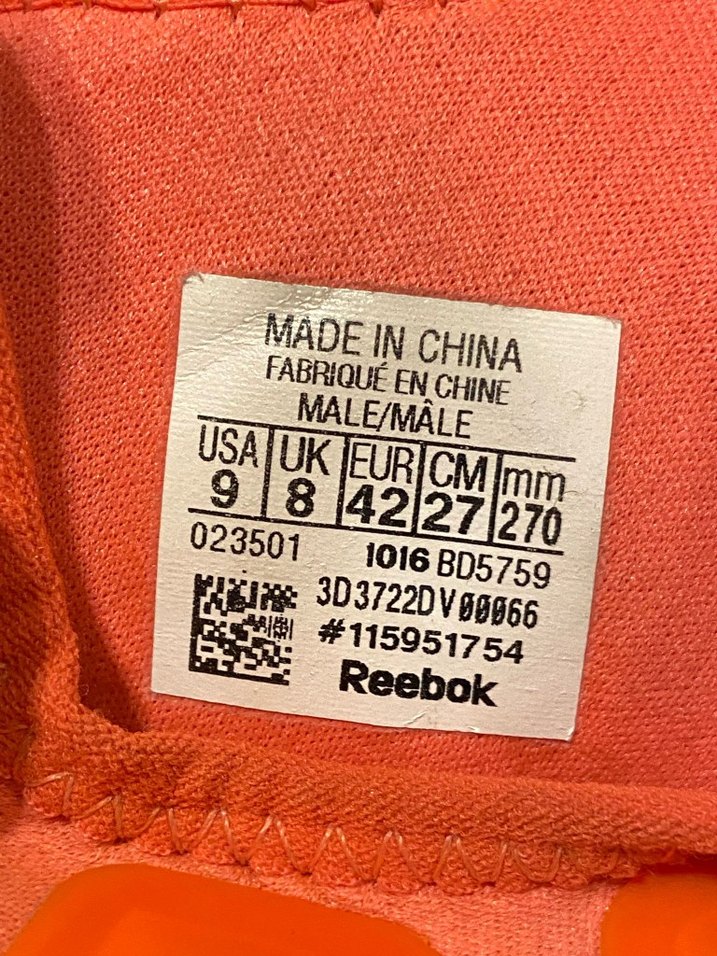 MADE IN CHINA
FABRIQUÉ EN CHINE
MALE/MÂLE
USA UK EUR CM mm
9 8 42 27 270
023501 1016 BD5759
3D3722DV00066
#115951754
Reebok